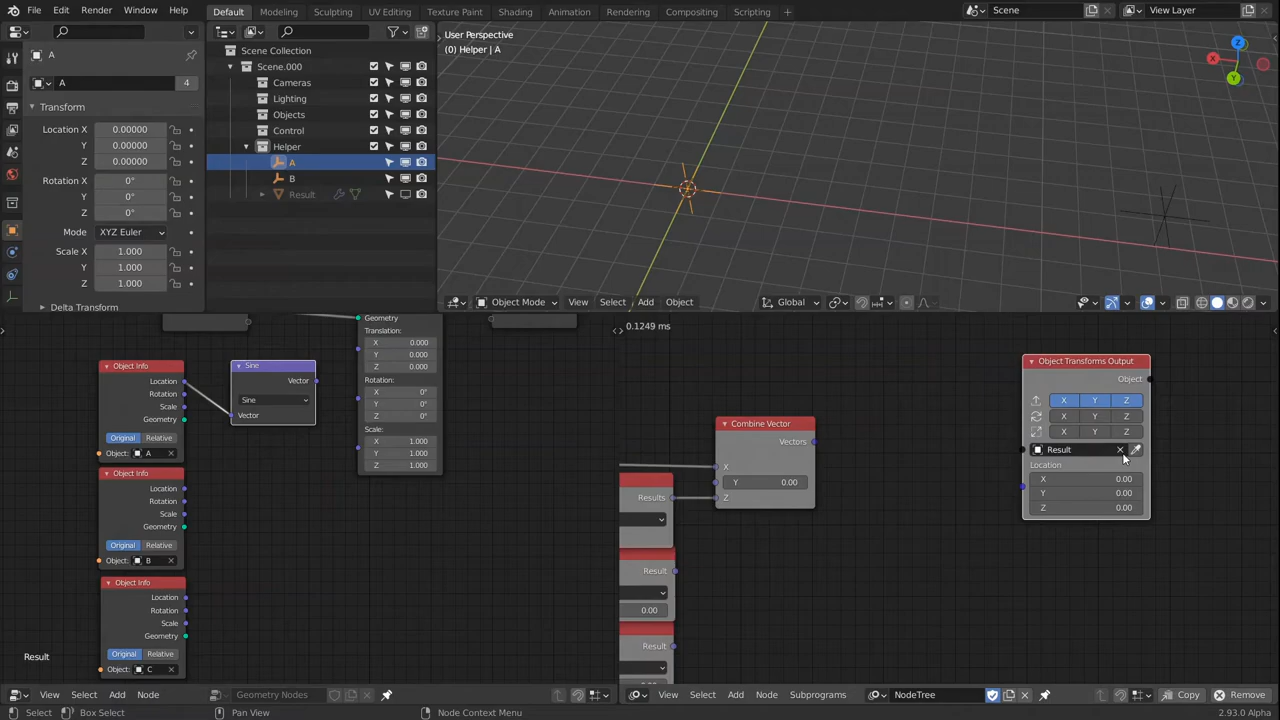 File Edit Render Window Help Default Modeling Sculpting UV Editing Texture Paint Shading Animation Rendering Compositing Scripting + Scene View Layer
A
A 4
Transform
Location X 0.00000
Y 0.00000
Z 0.00000
Rotation X 0°
Y 0°
Z 0°
Mode XYZ Euler
Scale X 1.000
Y 1.000
Z 1.000
Delta Transform
Scene Collection
Scene.000
Cameras
Lighting
Objects
Control
Helper
A
B
Result
User Perspective
(0) Helper | A
X
Y
Z
Object Mode View Select Add Object Global
Geometry
Translation:
X 0.000
Y 0.000
Z 0.000
Rotation:
X 0°
Y 0°
Z 0°
Scale:
X 1.000
Y 1.000
Z 1.000
Object Info
Location
Rotation
Scale
Geometry
Original Relative
Object: A
Sine
Vector
Sine
Vector
Object Info
Location
Rotation
Scale
Geometry
Original Relative
Object: B
Object Info
Location
Rotation
Scale
Geometry
Original Relative
Object: C
Result
0.1249 ms
Results
Result
0.00
Result
Combine Vector
Vectors
X
Y 0.00
Z
Object Transforms Output
Object
X Y Z
X Y Z
X Y Z
Result
Location
X 0.00
Y 0.00
Z 0.00
View Select Add Node Geometry Nodes
View Select Add Node Subprograms NodeTree Copy Remove
Select Box Select Pan View Node Context Menu 2.93.0 Alpha